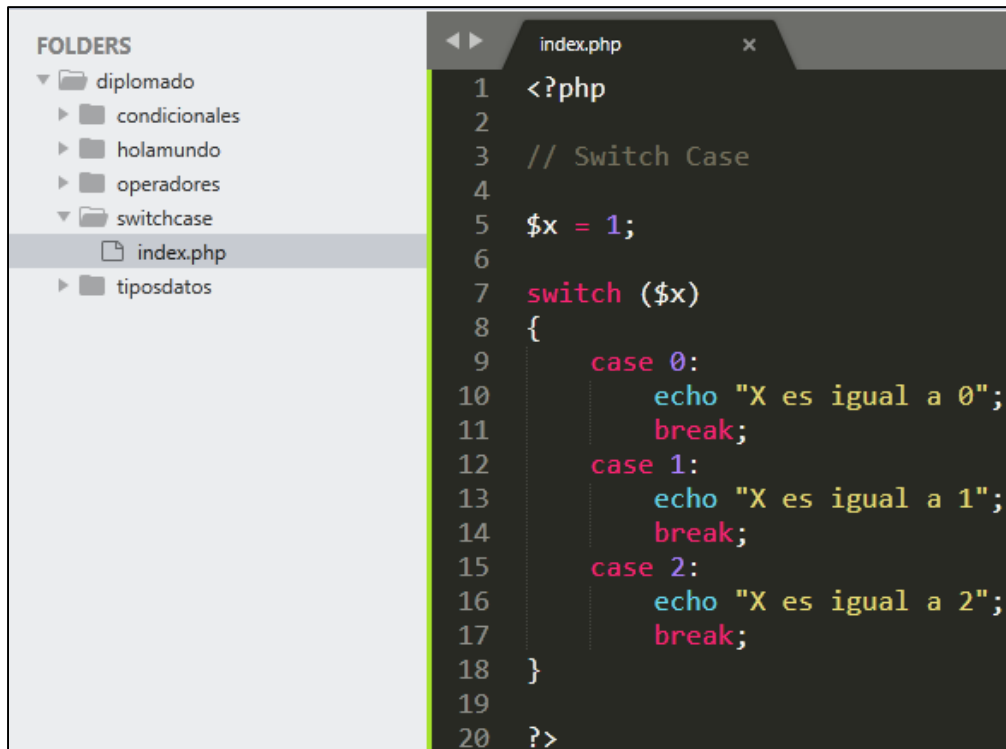 FOLDERS
diplomado
condicionales
holamundo
operadores
switchcase
index.php
tiposdatos
index.php ×
1 <?php
2
3 // Switch Case
4
5 $x = 1;
6
7 switch ($x)
8 {
9 case 0:
10 echo "X es igual a 0";
11 break;
12 case 1:
13 echo "X es igual a 1";
14 break;
15 case 2:
16 echo "X es igual a 2";
17 break;
18 }
19
20 ?>